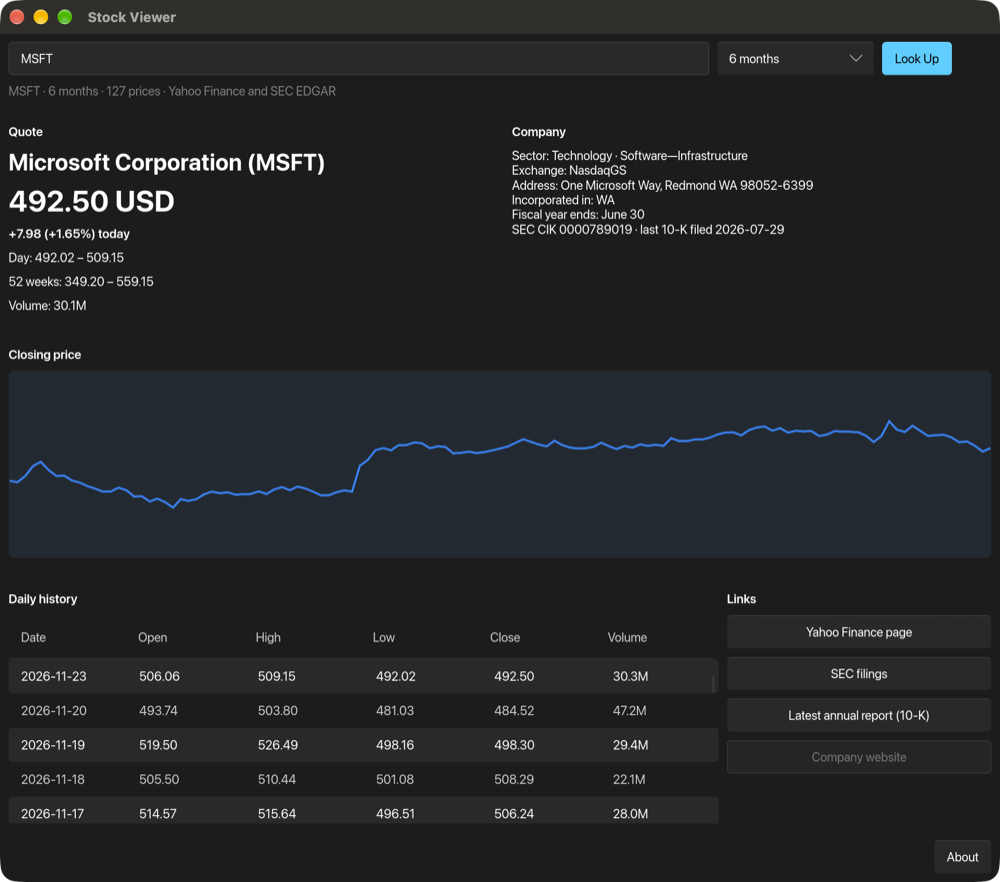 Stock Viewer
MSFT
6 months
Look Up
MSFT · 6 months · 127 prices · Yahoo Finance and SEC EDGAR
Quote
Microsoft Corporation (MSFT)
492.50 USD
+7.98 (+1.65%) today
Day: 492.02 – 509.15
52 weeks: 349.20 – 559.15
Volume: 30.1M
Company
Sector: Technology · Software—Infrastructure
Exchange: NasdaqGS
Address: One Microsoft Way, Redmond WA 98052-6399
Incorporated in: WA
Fiscal year ends: June 30
SEC CIK 0000789019 · last 10-K filed 2026-07-29
Closing price
Daily history
Date Open High Low Close Volume
2026-11-23 506.06 509.15 492.02 492.50 30.3M
2026-11-20 493.74 503.80 481.03 484.52 47.2M
2026-11-19 519.50 526.49 498.16 498.30 29.4M
2026-11-18 505.50 510.44 501.08 508.29 22.1M
2026-11-17 514.57 515.64 496.51 506.24 28.0M
Links
Yahoo Finance page
SEC filings
Latest annual report (10-K)
Company website
About